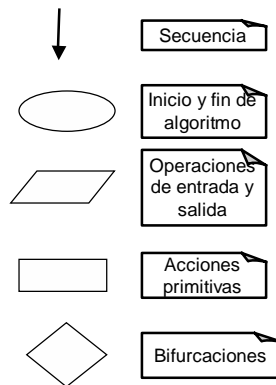 Secuencia
Inicio y fin de
algoritmo
Operaciones
de entrada y
salida
Acciones
primitivas
Bifurcaciones